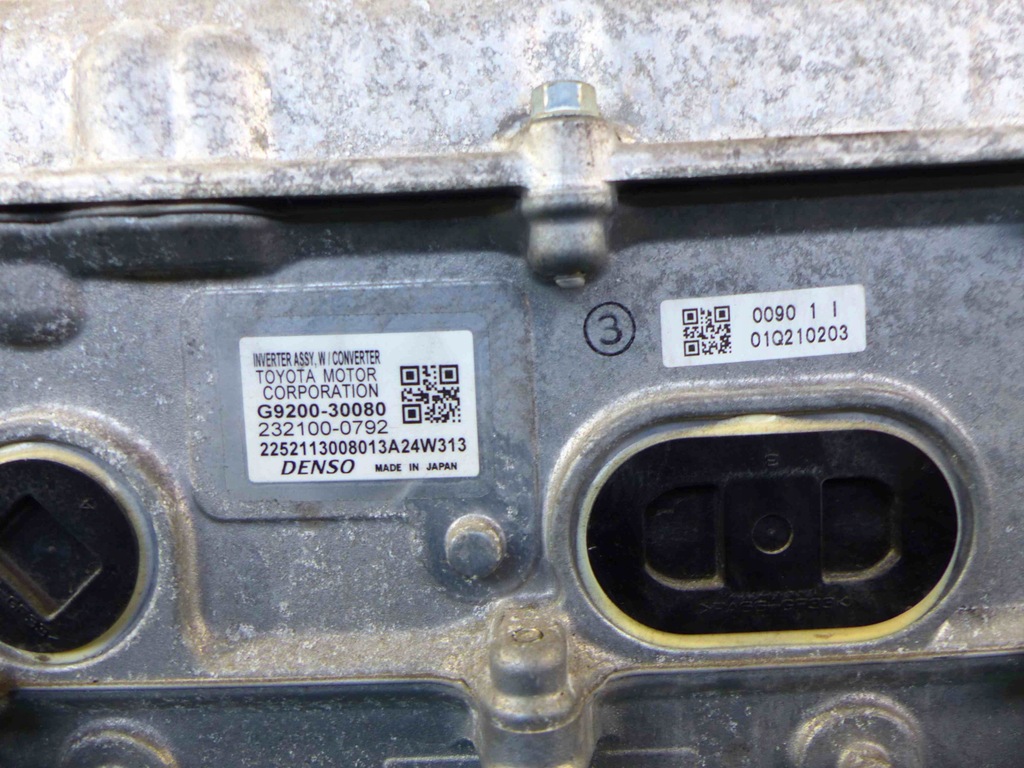 INVERTER ASSY, W / CONVERTER
TOYOTA MOTOR
CORPORATION
G9200-30080
232100-0792
2252113008013A24W313
DENSO MADE IN JAPAN
3
0090 1 I
01Q210203